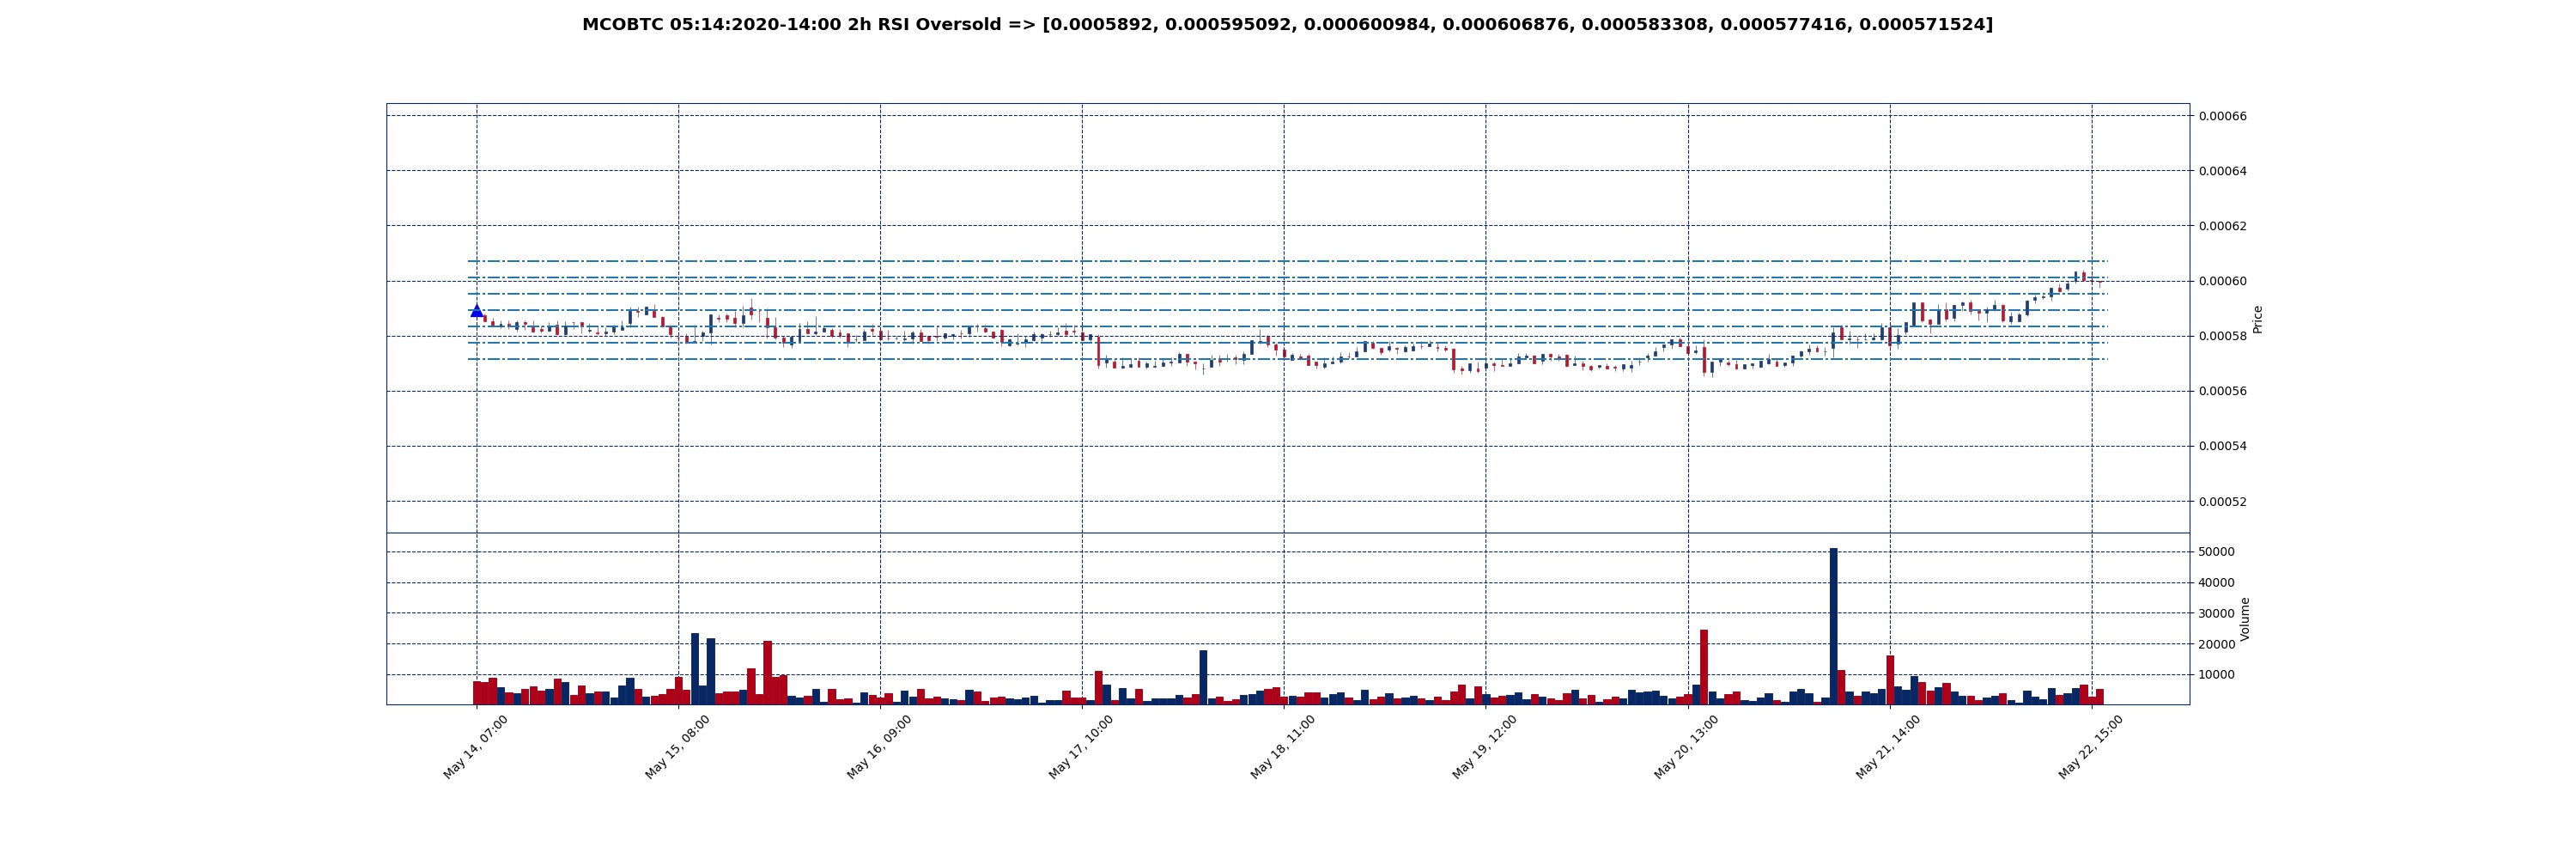 MCOBTC 05:14:2020-14:00 2h RSI Oversold => [0.0005892, 0.000595092, 0.000600984, 0.000606876, 0.000583308, 0.000577416, 0.000571524]
0.00066
0.00064
0.00062
0.00060
0.00058
0.00056
0.00054
0.00052
Price
50000
40000
30000
20000
10000
Volume
May 14, 07:00
May 15, 08:00
May 16, 09:00
May 17, 10:00
May 18, 11:00
May 19, 12:00
May 20, 13:00
May 21, 14:00
May 22, 15:00